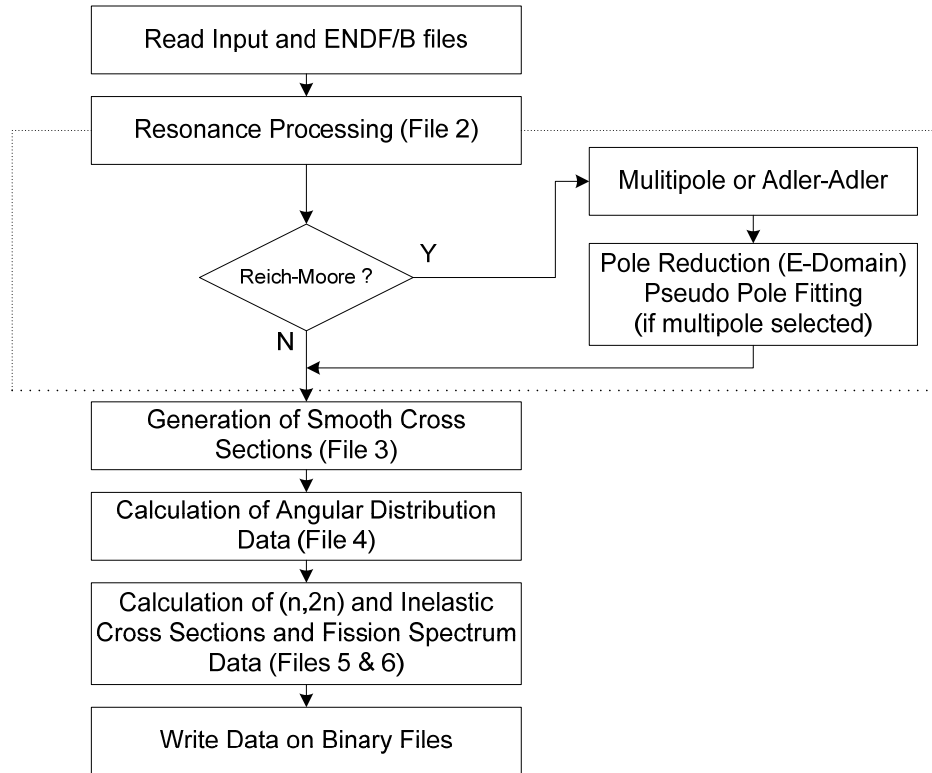 Read Input and ENDF/B files
Resonance Processing (File 2)
Mulitipole or Adler-Adler
Reich-Moore ?
Y
Pole Reduction (E-Domain)
Pseudo Pole Fitting
(if multipole selected)
N
Generation of Smooth Cross
Sections (File 3)
Calculation of Angular Distribution
Data (File 4)
Calculation of (n,2n) and Inelastic
Cross Sections and Fission Spectrum
Data (Files 5 & 6)
Write Data on Binary Files